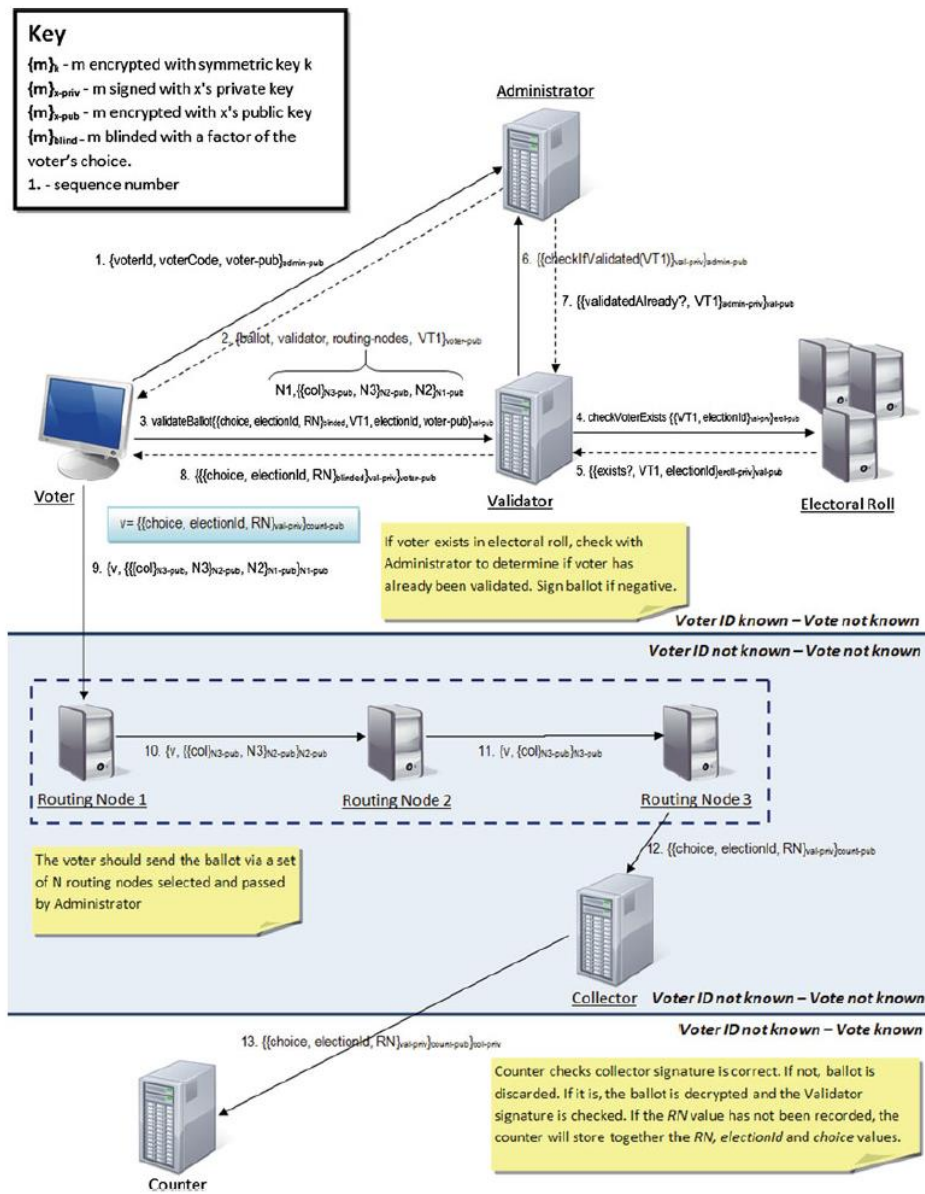 Key
{m}k - m encrypted with symmetric key k
{m}x-priv - m signed with x's private key
{m}x-pub - m encrypted with x's public key
{m}blind - m blinded with a factor of the
voter's choice.
1. - sequence number
Administrator
1. {voterId, voterCode, voter-pub}admin-pub
6. {{checkIfValidated(VT1)}val-priv}admin-pub
7. {{validatedAlready?, VT1}admin-priv}val-pub
2. {ballot, validator, routing-nodes, VT1}voter-pub
N1,{{col}N3-pub, N3}N2-pub, N2}N1-pub
3. validateBallot{{choice, electionId, RN}blinded, VT1, electionId, voter-pub}val-pub
4. checkVoterExists {{VT1, electionId}val-priv}eroll-pub
5. {{exists?, VT1, electionId}eroll-priv}val-pub
8. {{{choice, electionId, RN}blinded}val-priv}voter-pub
Voter
Validator
Electoral Roll
v= {{choice, electionId, RN}val-priv}count-pub
If voter exists in electoral roll, check with
Administrator to determine if voter has
already been validated. Sign ballot if negative.
9. {v, {{{col}N3-pub, N3}N2-pub, N2}N1-pub}N1-pub
Voter ID known – Vote not known
Voter ID not known – Vote not known
10. {v, {{col}N3-pub, N3}N2-pub}N2-pub
11. {v, {col}N3-pub}N3-pub
Routing Node 1
Routing Node 2
Routing Node 3
12. {{choice, electionId, RN}val-priv}count-pub
The voter should send the ballot via a set
of N routing nodes selected and passed
by Administrator
Collector
Voter ID not known – Vote not known
Voter ID not known – Vote known
13. {{{choice, electionId, RN}val-priv}count-pub}col-priv
Counter checks collector signature is correct. If not, ballot is
discarded. If it is, the ballot is decrypted and the Validator
signature is checked. If the RN value has not been recorded, the
counter will store together the RN, electionId and choice values.
Counter